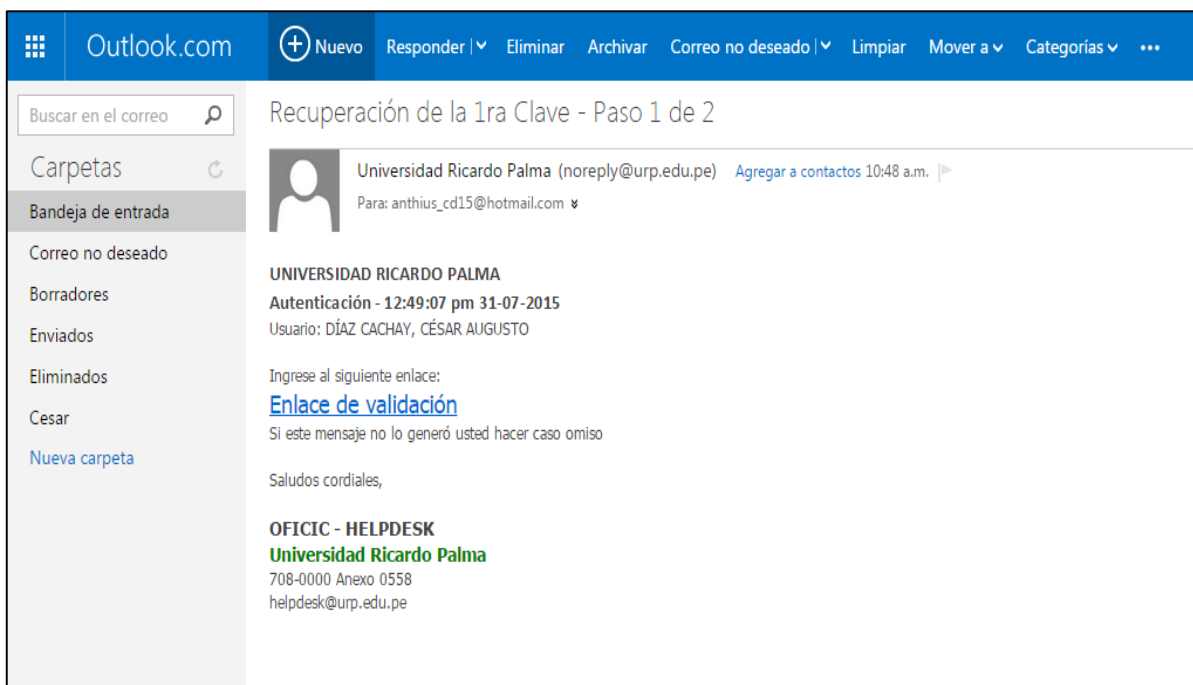 Outlook.com
Nuevo Responder Eliminar Archivar Correo no deseado Limpiar Mover a Categorías ...
Buscar en el correo
Carpetas
Bandeja de entrada
Correo no deseado
Borradores
Enviados
Eliminados
Cesar
Nueva carpeta
Recuperación de la 1ra Clave - Paso 1 de 2
Universidad Ricardo Palma (noreply@urp.edu.pe) Agregar a contactos 10:48 a.m.
Para: anthius_cd15@hotmail.com
UNIVERSIDAD RICARDO PALMA
Autenticación - 12:49:07 pm 31-07-2015
Usuario: DÍAZ CACHAY, CÉSAR AUGUSTO
Ingrese al siguiente enlace:
Enlace de validación
Si este mensaje no lo generó usted hacer caso omiso
Saludos cordiales,
OFICIC - HELPDESK
Universidad Ricardo Palma
708-0000 Anexo 0558
helpdesk@urp.edu.pe